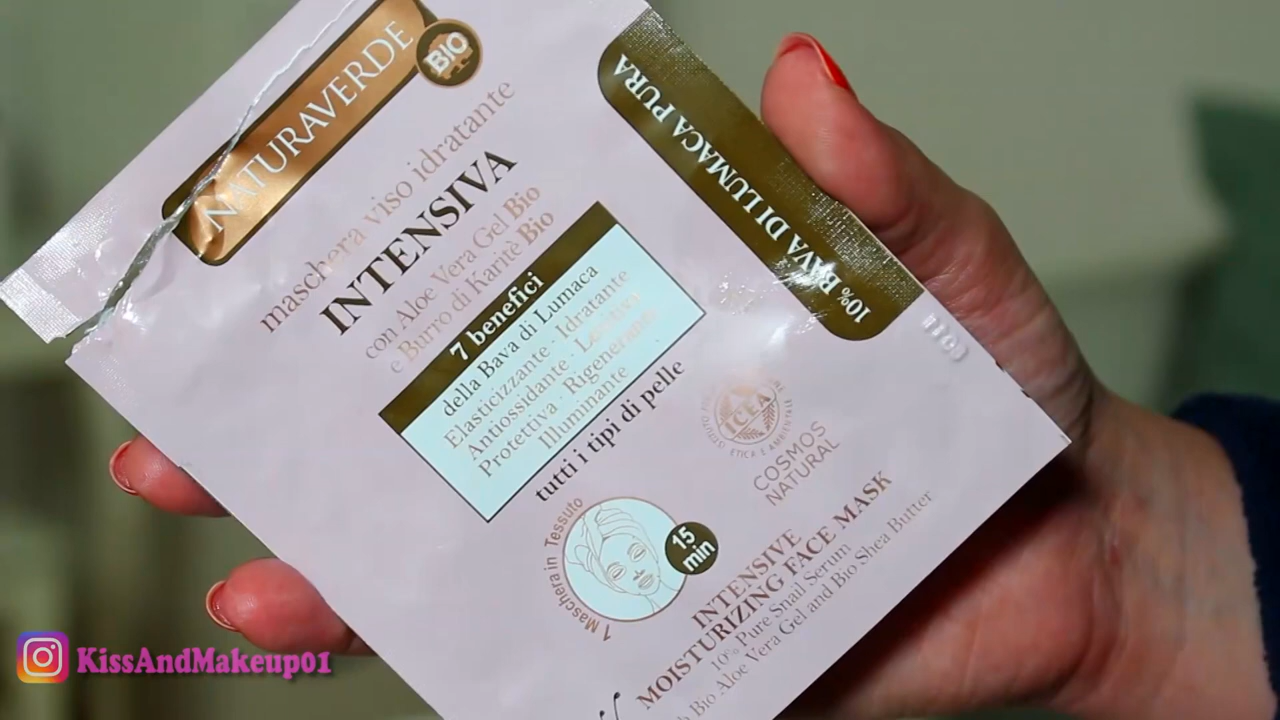 NATURAVERDE
BIO
maschera viso idratante
INTENSIVA
con Aloe Vera Gel Bio
e Burro di Karitè Bio
7 benefici
della Bava di Lumaca
Elasticizzante · Idratante
Antiossidante · Lenitiva
Protettiva · Rigenerante
Illuminante
tutti i tipi di pelle
10% BAVA DI LUMACA PURA
ICEA
ETICA E AMBIENTALE
COSMOS
NATURAL
1 Maschera in Tessuto
15
min
INTENSIVE
MOISTURIZING FACE MASK
10% Pure Snail Serum
Bio Aloe Vera Gel and Bio Shea Butter
KissAndMakeup01